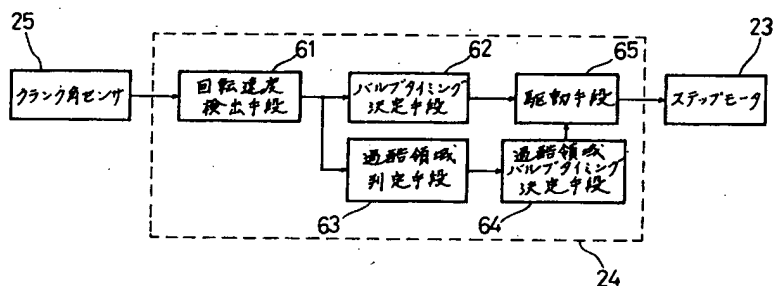 25
61
62
65
23
クランク角センサ
回転速度
検出手段
バルブタイミング
決定手段
駆動手段
ステップモータ
過酷領域
判定手段
過酷領域
バルブタイミング
決定手段
63
64
24